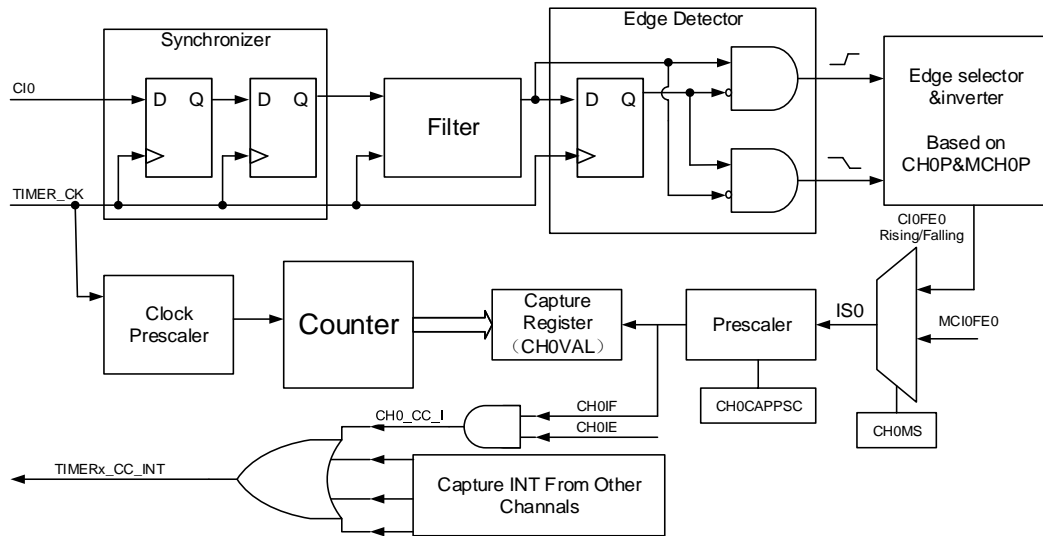 Synchronizer
Edge Detector
CI0
D Q
D Q
Filter
D Q
Edge selector
&inverter
Based on
CH0P&MCH0P
TIMER_CK
CI0FE0
Rising/Falling
Clock
Prescaler
Counter
Capture
Register
（CH0VAL）
Prescaler
IS0
MCI0FE0
CH0CAPPSC
CH0MS
CH0_CC_I
CH0IF
CH0IE
TIMERx_CC_INT
Capture INT From Other
Channels